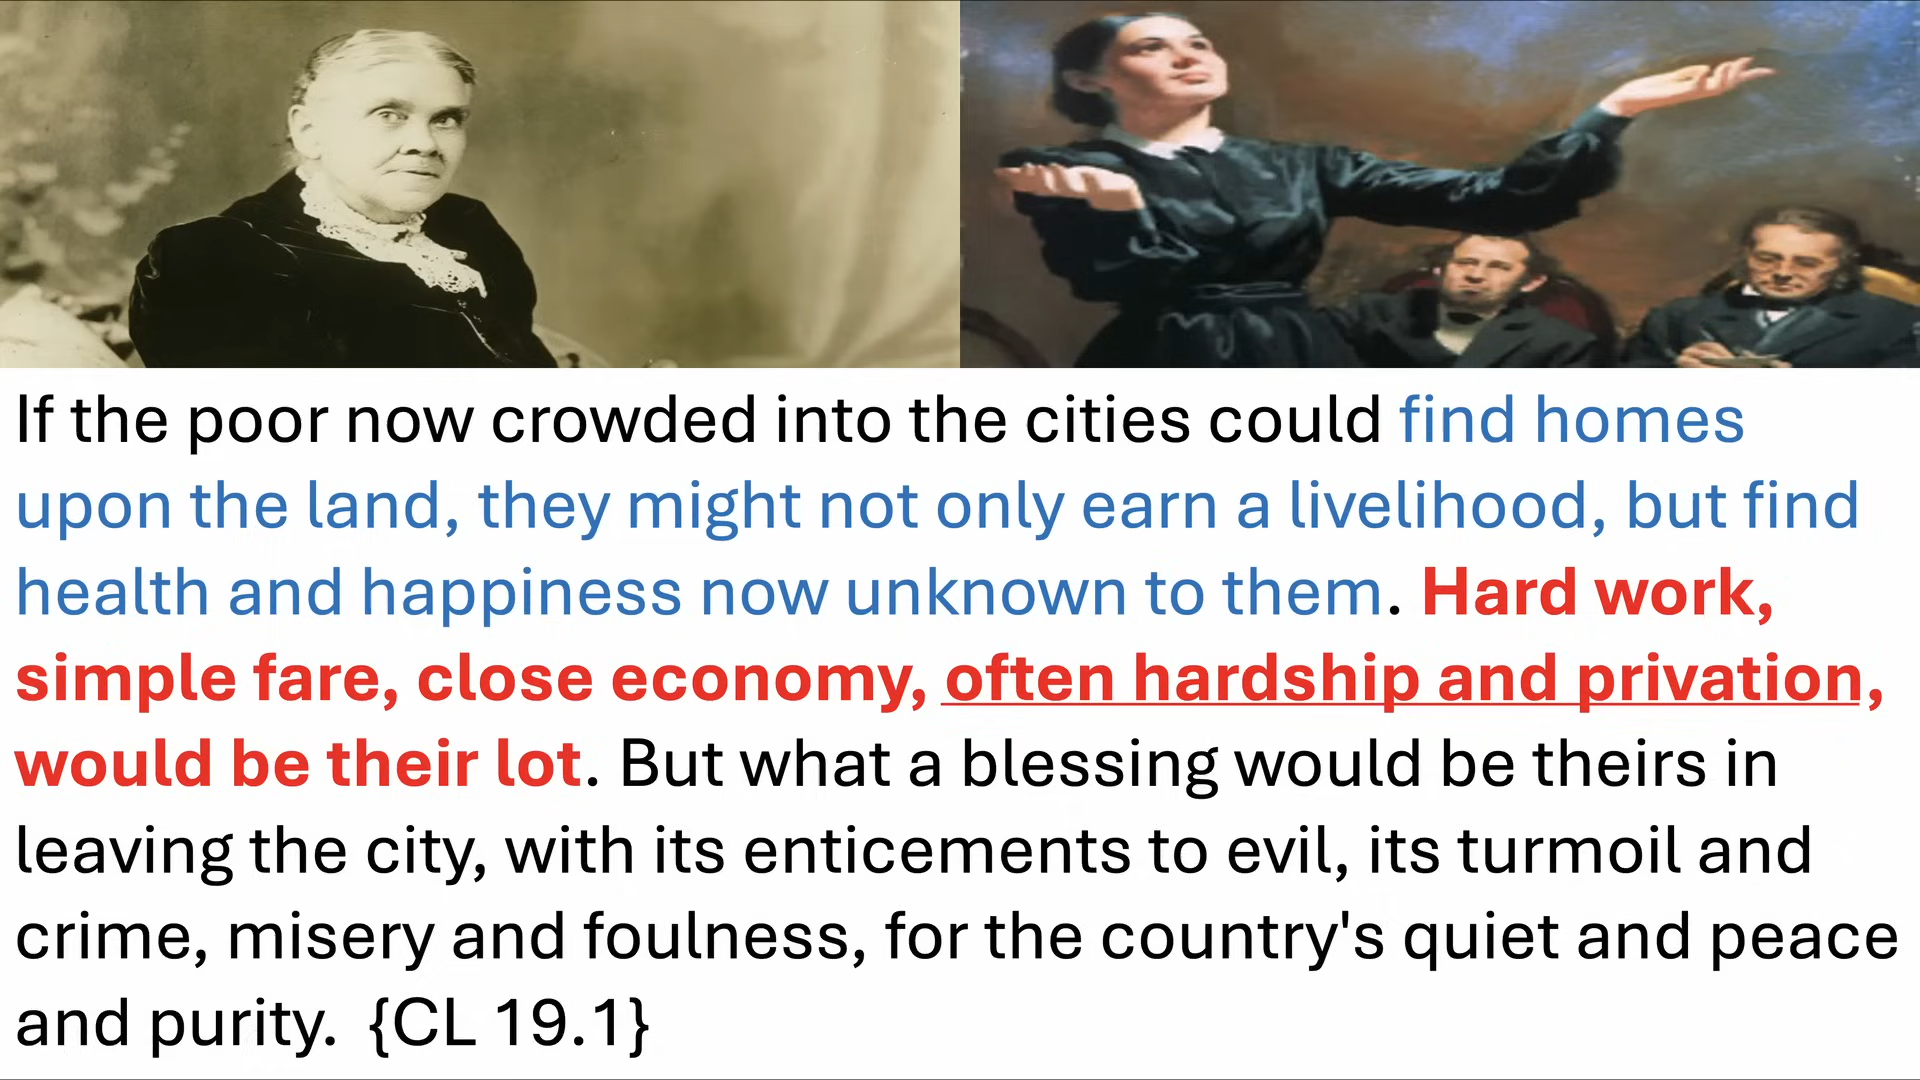 If the poor now crowded into the cities could find homes
upon the land, they might not only earn a livelihood, but find
health and happiness now unknown to them. Hard work,
simple fare, close economy, often hardship and privation,
would be their lot. But what a blessing would be theirs in
leaving the city, with its enticements to evil, its turmoil and
crime, misery and foulness, for the country's quiet and peace
and purity.  {CL 19.1}